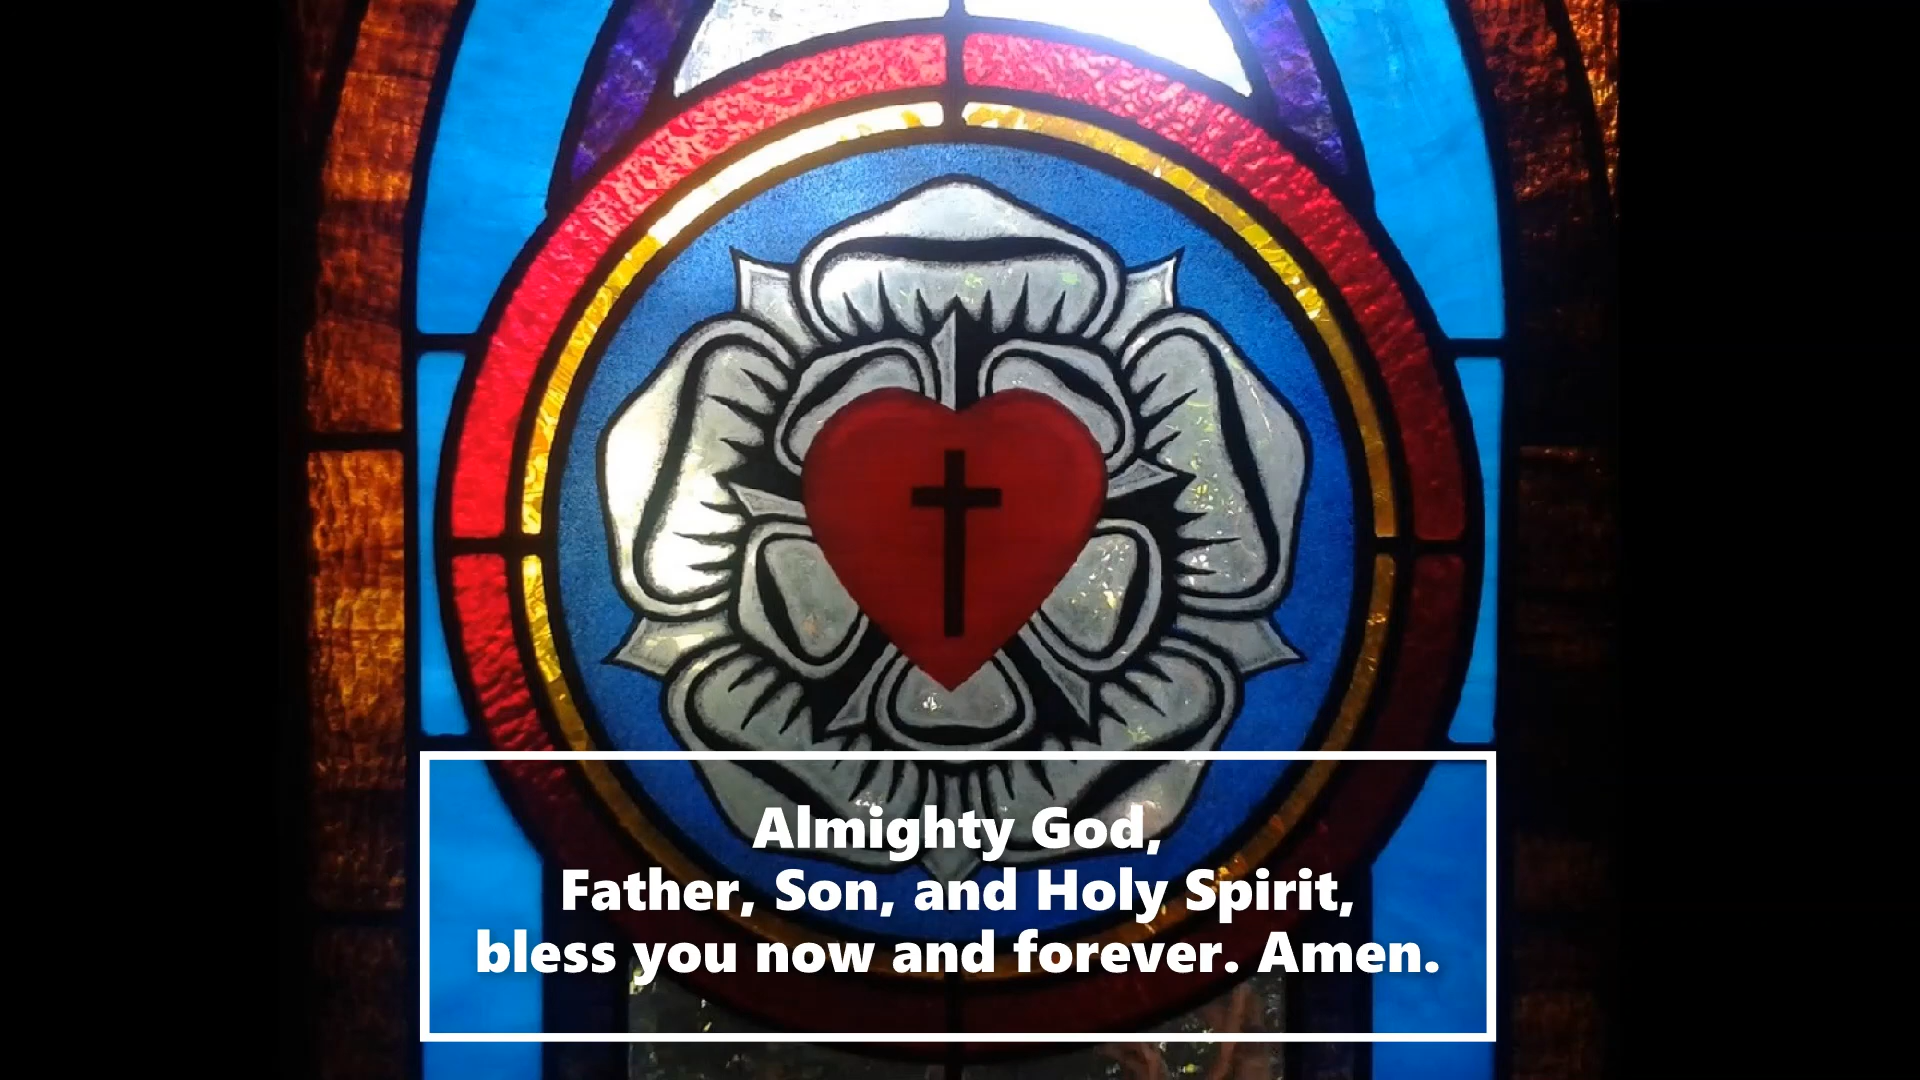 Almighty God,
Father, Son, and Holy Spirit,
bless you now and forever. Amen.